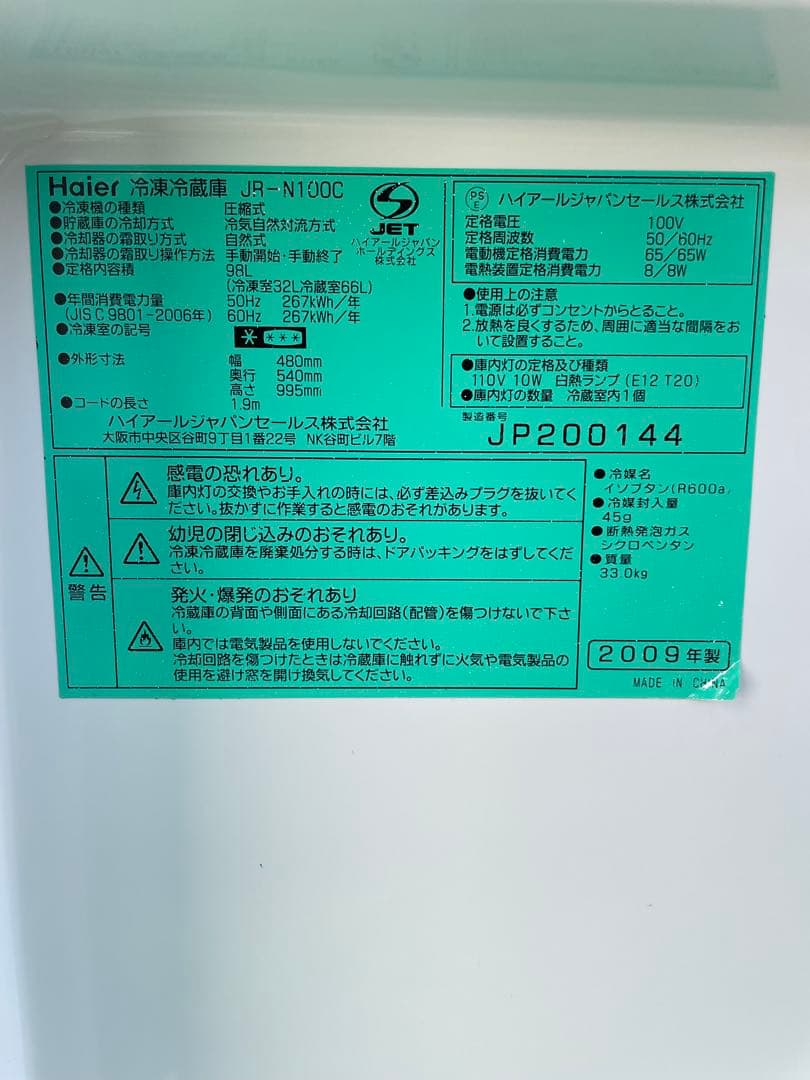 Haier 冷凍冷蔵庫 JR-N100C
●冷凍機の種類 圧縮式
●貯蔵庫の冷却方式 冷気自然対流方式
●冷却器の霜取り方式 自然式
●冷却器の霜取り操作方法 手動開始・手動終了
●定格内容積 98L
(冷凍室32L冷蔵室66L)
●年間消費電力量 50Hz 267kWh/年
(JIS C 9801-2006年) 60Hz 267kWh/年
●冷凍室の記号
●外形寸法 幅 480mm
奥行 540mm
高さ 995mm
●コードの長さ 1.9m
ハイアールジャパンセールス株式会社
大阪市中央区谷町9丁目1番22号 NK谷町ビル7階
JET
ハイアールジャパン
ホールディングス
株式会社
PS
E
ハイアールジャパンセールス株式会社
定格電圧 100V
定格周波数 50/60Hz
電動機定格消費電力 65/65W
電熱装置定格消費電力 8/8W
●使用上の注意
1.電源は必ずコンセントからとること。
2.放熱を良くするため、周囲に適当な間隔をお
いて設置すること。
●庫内灯の定格及び種類
110V 10W 白熱ランプ(E12 T20)
●庫内灯の数量 冷蔵室内1個
製造番号
JP200144
警告
感電の恐れあり。
庫内灯の交換やお手入れの時には、必ず差込みプラグを抜いてく
ださい。抜かずに作業すると感電のおそれがあります。
幼児の閉じ込みのおそれあり。
冷凍冷蔵庫を廃棄処分する時は、ドアパッキングをはずしてくだ
さい。
発火・爆発のおそれあり
冷蔵庫の背面や側面にある冷却回路(配管)を傷つけないで下さ
い。
庫内では電気製品を使用しないでください。
冷却回路を傷つけたときは冷蔵庫に触れずに火気や電気製品の
使用を避け窓を開け換気してください。
●冷媒名
イソブタン(R600a)
●冷媒封入量
45g
●断熱発泡ガス
シクロペンタン
●質量
33.0kg
2009年製
MADE IN CHINA